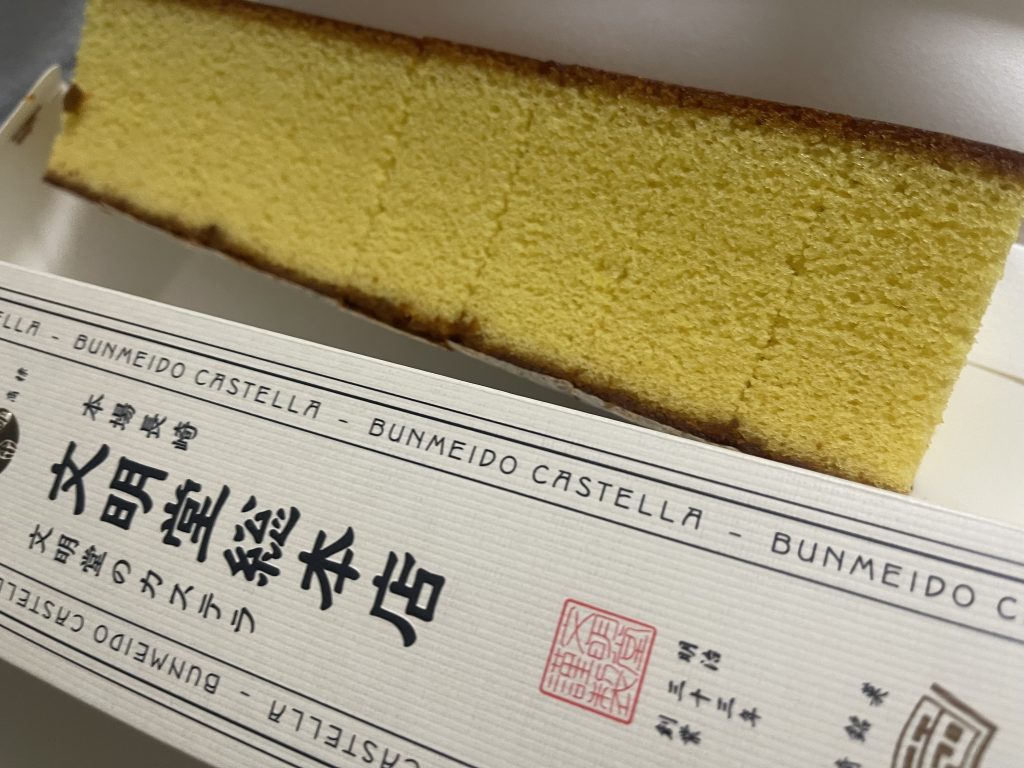 BUNMEIDO CASTELLA - BUNMEIDO CASTELLA - BUNMEIDO C
本場長崎
文明堂総本店
文明堂のカステラ
明治
三十三年
創業
BUNMEIDO CASTELLA - BUNMEIDO CASTELLA